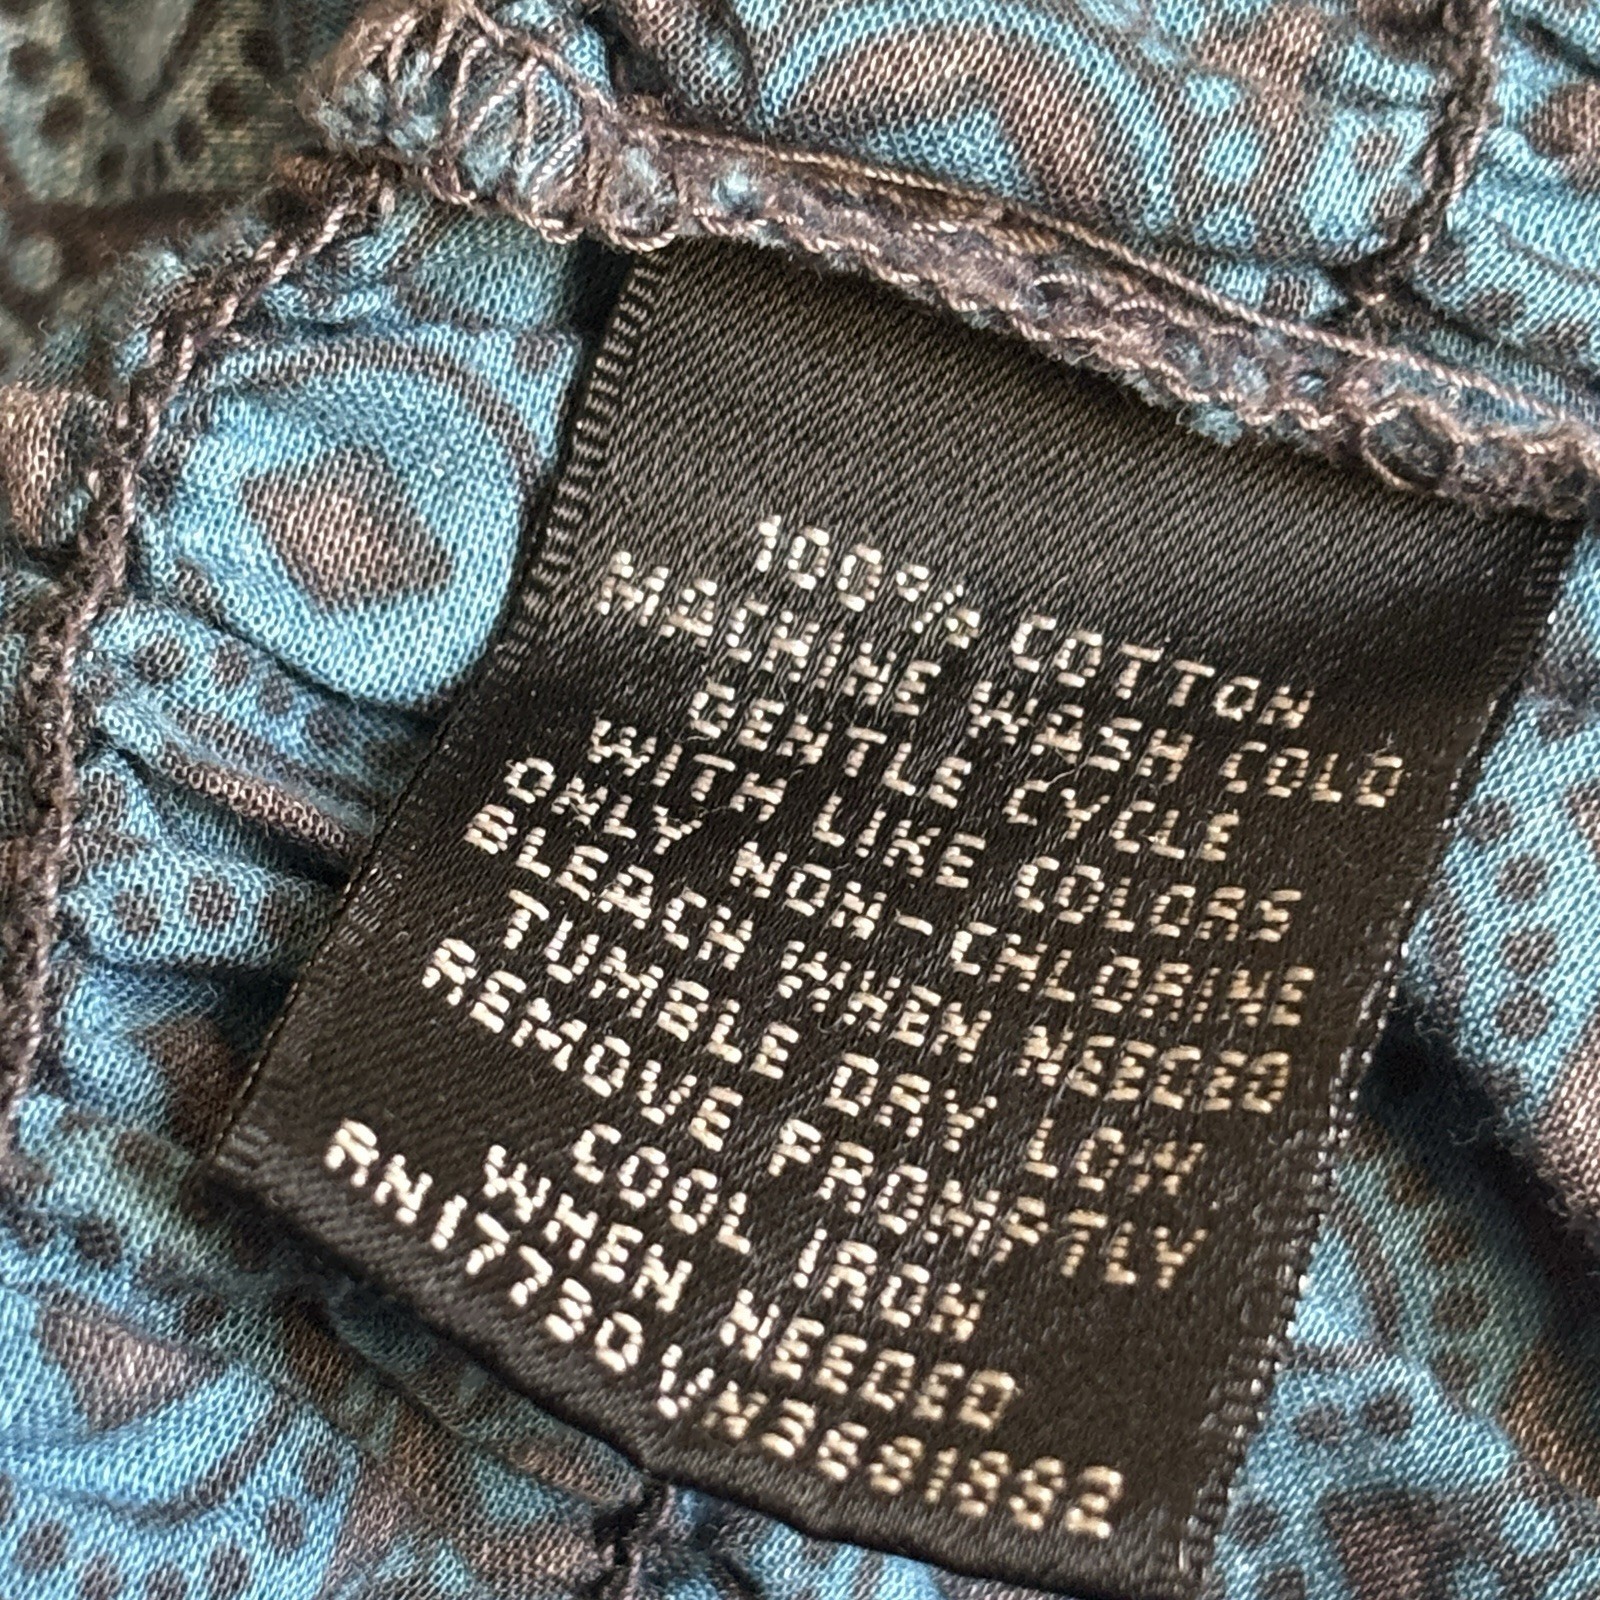 100% COTTON
MACHINE WASH COLD
GENTLE CYCLE
WITH LIKE COLORS
ONLY NON-CHLORINE
BLEACH WHEN NEEDED
TUMBLE DRY LOW
REMOVE PROMPTLY
COOL IRON
WHEN NEEDED
RN17730